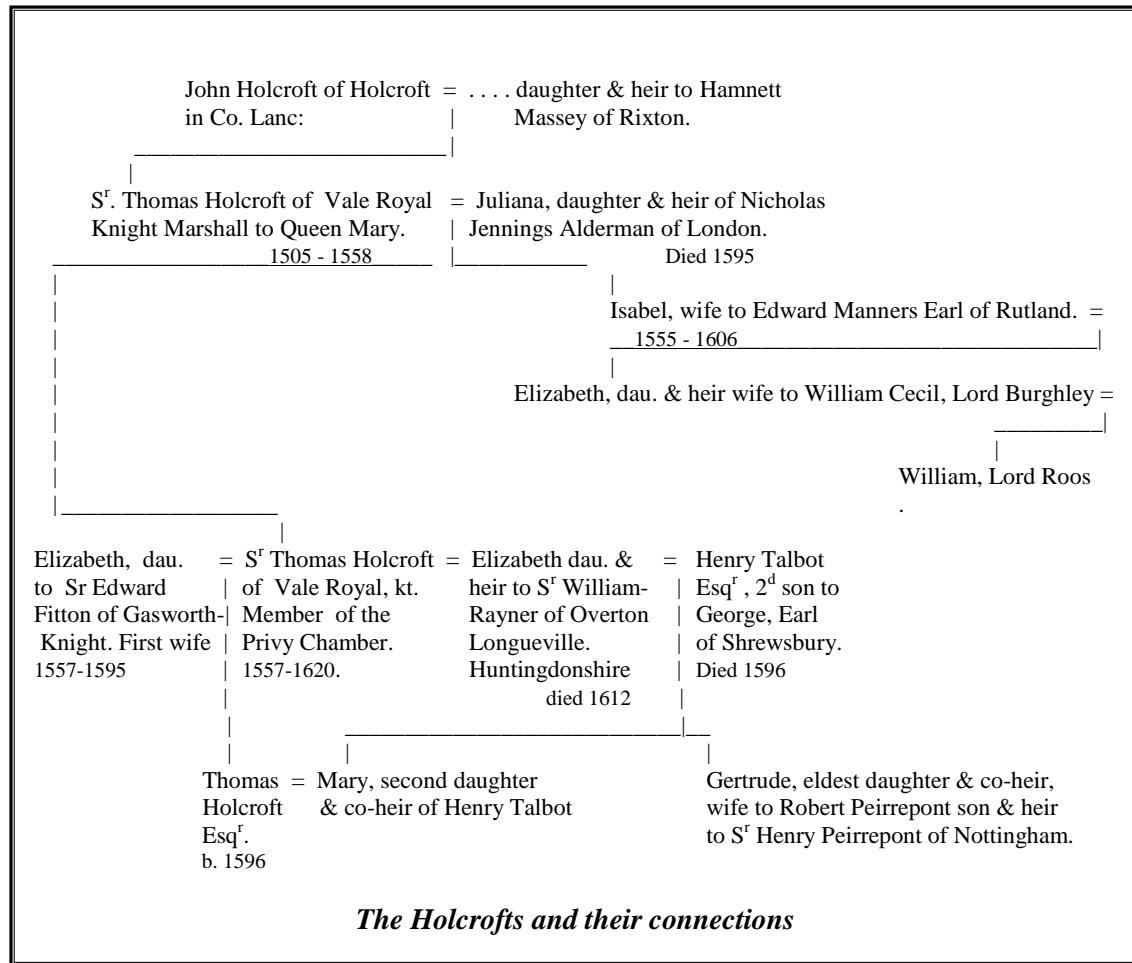 John Holcroft of Holcroft = . . . . daughter & heir to Hamnett
in Co. Lanc: Massey of Rixton.
Sr. Thomas Holcroft of Vale Royal = Juliana, daughter & heir of Nicholas
Knight Marshall to Queen Mary. Jennings Alderman of London.
1505 - 1558 Died 1595
Isabel, wife to Edward Manners Earl of Rutland. =
1555 - 1606
Elizabeth, dau. & heir wife to William Cecil, Lord Burghley =
William, Lord Roos
.
Elizabeth, dau. = Sr Thomas Holcroft = Elizabeth dau. & = Henry Talbot
to Sr Edward of Vale Royal, kt. heir to Sr William- Esqr, 2d son to
Fitton of Gasworth- Member of the Rayner of Overton George, Earl
Knight. First wife Privy Chamber. Longueville. of Shrewsbury.
1557-1595 1557-1620. Huntingdonshire Died 1596
died 1612
Thomas = Mary, second daughter Gertrude, eldest daughter & co-heir,
Holcroft & co-heir of Henry Talbot wife to Robert Peirrepont son & heir
Esqr. to Sr Henry Peirrepont of Nottingham.
b. 1596
The Holcrofts and their connections